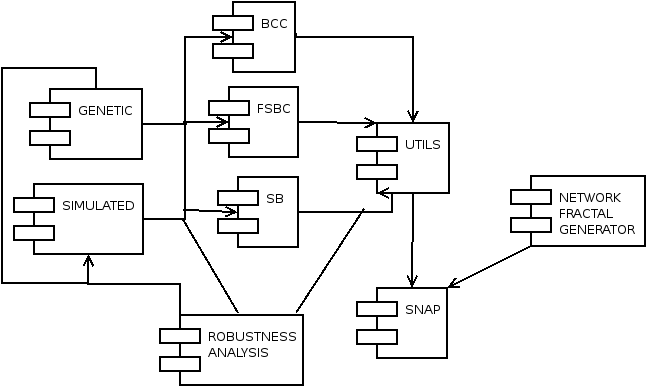 BCC
GENETIC
FSBC
UTILS
SIMULATED
SB
NETWORK
FRACTAL
GENERATOR
SNAP
ROBUSTNESS
ANALYSIS